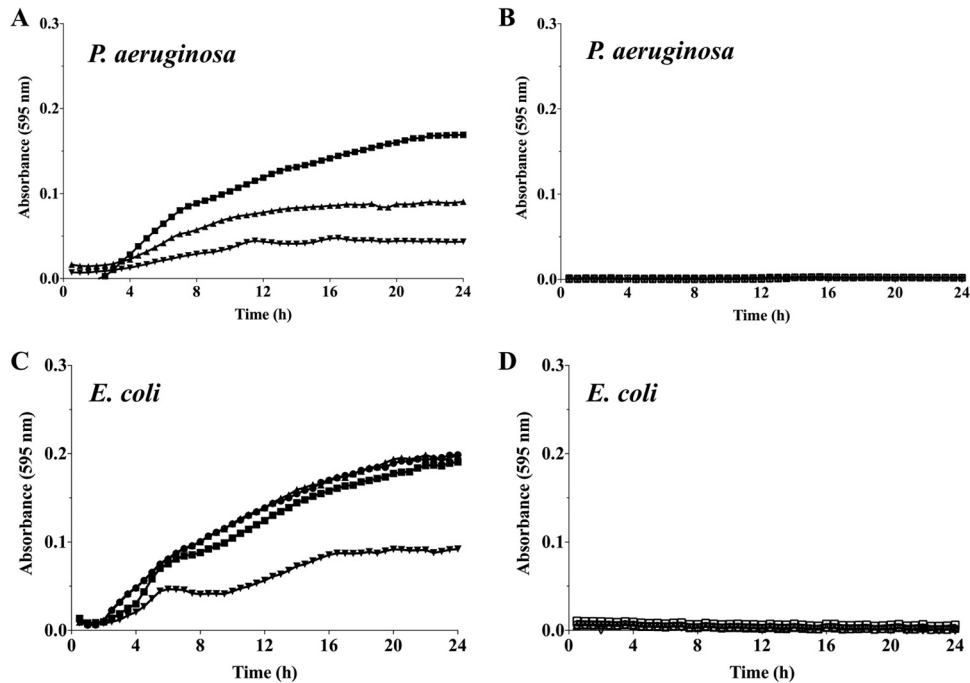 A
P. aeruginosa
Absorbance (595 nm)
0.3
0.2
0.1
0.0
0 4 8 12 16 20 24
Time (h)
B
P. aeruginosa
Absorbance (595 nm)
0.3
0.2
0.1
0.0
0 4 8 12 16 20 24
Time (h)
C
E. coli
Absorbance (595 nm)
0.3
0.2
0.1
0.0
0 4 8 12 16 20 24
Time (h)
D
E. coli
Absorbance (595 nm)
0.3
0.2
0.1
0.0
0 4 8 12 16 20 24
Time (h)